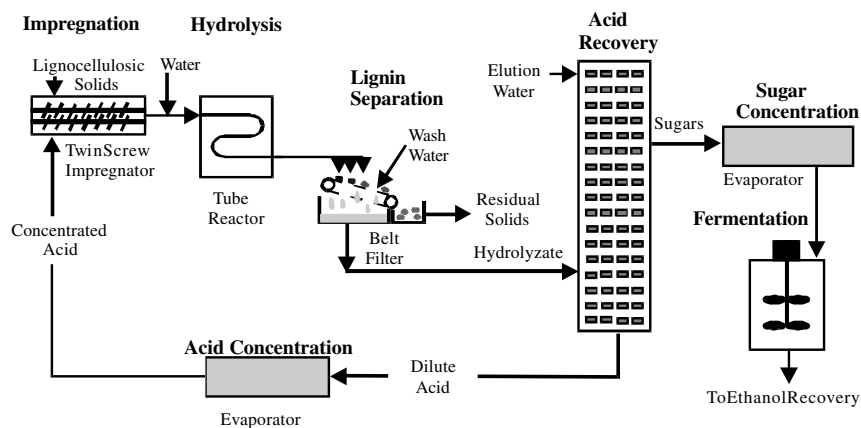 Impregnation
Hydrolysis
Lignocellulosic
Solids
Water
TwinScrew
Impregnator
Tube
Reactor
Lignin
Separation
Wash
Water
Residual
Solids
Belt
Filter
Hydrolyzate
Acid
Recovery
Elution
Water
Sugars
Sugar
Concentration
Evaporator
Fermentation
ToEthanolRecovery
Concentrated
Acid
Acid Concentration
Evaporator
Dilute
Acid